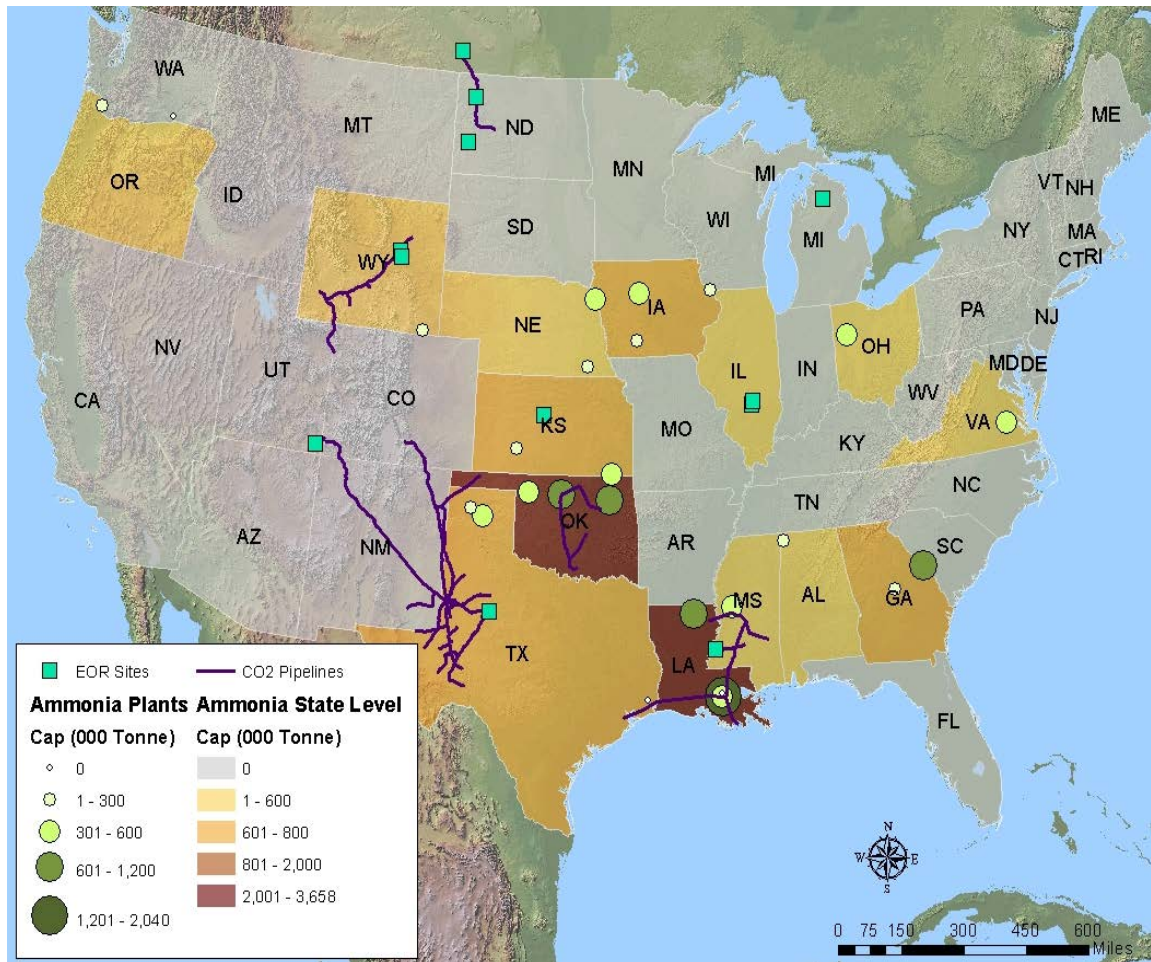 WA
MT
ND
MN
ME
OR
ID
SD
WI
MI
MI
VT
NH
NY
MA
CT
RI
WY
NE
IA
PA
NJ
NV
UT
CO
IL
IN
OH
MD
DE
WV
CA
KS
MO
KY
VA
AZ
NM
OK
AR
TN
NC
SC
TX
LA
MS
AL
GA
FL
EOR Sites
CO2 Pipelines
Ammonia Plants
Cap (000 Tonne)
0
1 - 300
301 - 600
601 - 1,200
1,201 - 2,040
Ammonia State Level
Cap (000 Tonne)
0
1 - 600
601 - 800
801 - 2,000
2,001 - 3,658
N
W
E
S
0 75 150 300 450 600
Miles